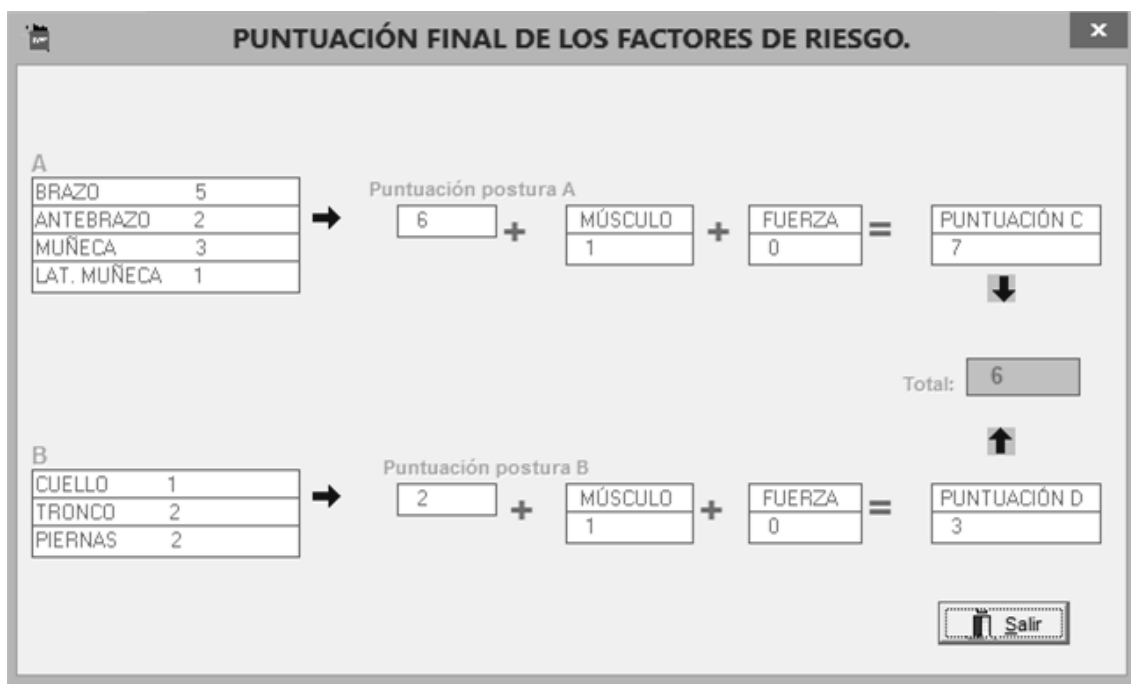 PUNTUACIÓN FINAL DE LOS FACTORES DE RIESGO.
x
A
BRAZO 5
ANTEBRAZO 2
MUÑECA 3
LAT. MUÑECA 1
Puntuación postura A
6
+
MÚSCULO
1
+
FUERZA
0
=
PUNTUACIÓN C
7
Total: 6
B
CUELLO 1
TRONCO 2
PIERNAS 2
Puntuación postura B
2
+
MÚSCULO
1
+
FUERZA
0
=
PUNTUACIÓN D
3
Salir